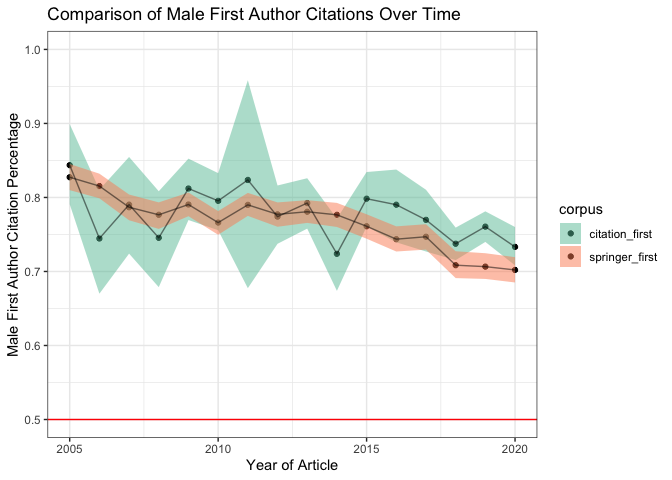 Comparison of Male First Author Citations Over Time
Male First Author Citation Percentage
1.0
0.9
0.8
0.7
0.6
0.5
2005
2010
2015
2020
Year of Article
corpus
citation_first
springer_first